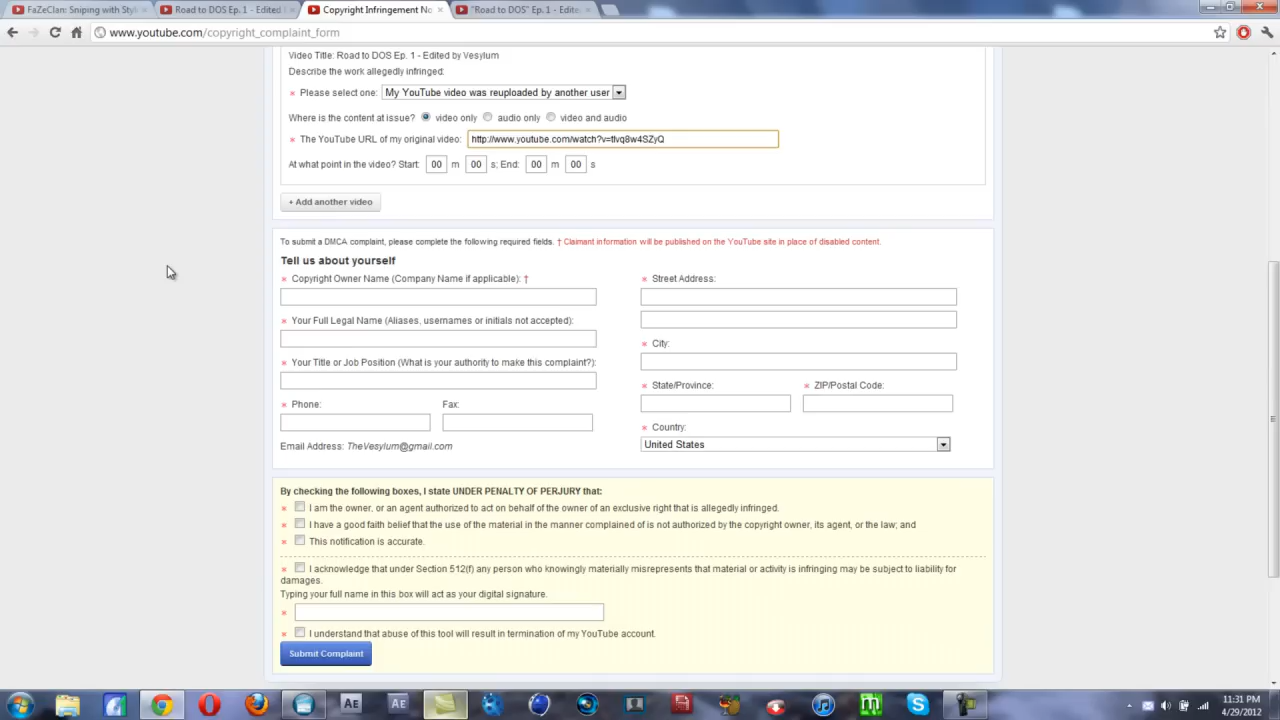 FaZeClan: Sniping with Styl
Road to DOS Ep. 1 - Edited
Copyright Infringement No
"Road to DOS" Ep. 1 - Edite
www.youtube.com/copyright_complaint_form
Video Title: Road to DOS Ep. 1 - Edited by Vesylum
Describe the work allegedly infringed:
* Please select one: My YouTube video was reuploaded by another user
Where is the content at issue? video only audio only video and audio
* The YouTube URL of my original video: http://www.youtube.com/watch?v=tlvq8w4SZyQ
At what point in the video? Start: 00 m 00 s; End: 00 m 00 s
+ Add another video
To submit a DMCA complaint, please complete the following required fields. † Claimant information will be published on the YouTube site in place of disabled content.
Tell us about yourself
* Copyright Owner Name (Company Name if applicable): †
* Your Full Legal Name (Aliases, usernames or initials not accepted):
* Your Title or Job Position (What is your authority to make this complaint?):
* Phone: Fax:
Email Address: TheVesylum@gmail.com
* Street Address:
* City:
* State/Province: * ZIP/Postal Code:
* Country:
United States
By checking the following boxes, I state UNDER PENALTY OF PERJURY that:
* I am the owner, or an agent authorized to act on behalf of the owner of an exclusive right that is allegedly infringed.
* I have a good faith belief that the use of the material in the manner complained of is not authorized by the copyright owner, its agent, or the law; and
* This notification is accurate.
* I acknowledge that under Section 512(f) any person who knowingly materially misrepresents that material or activity is infringing may be subject to liability for
damages.
Typing your full name in this box will act as your digital signature.
*
* I understand that abuse of this tool will result in termination of my YouTube account.
Submit Complaint
AE
AE
11:31 PM
4/29/2012